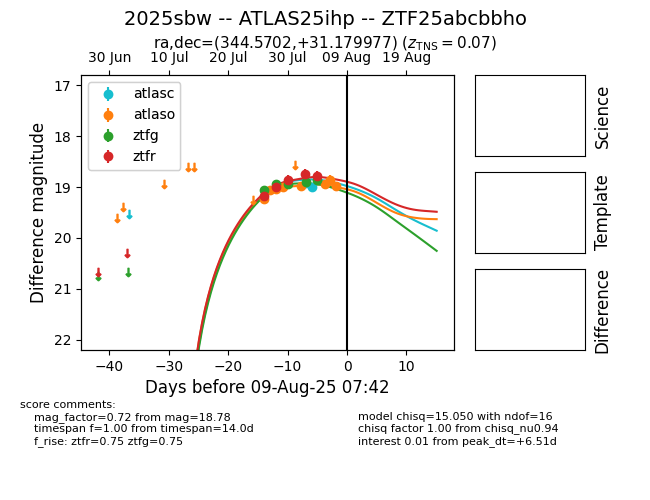 2025sbw -- ATLAS25ihp -- ZTF25abcbbho
ra,dec=(344.5702,+31.179977) (z_TNS = 0.07)
30 Jun 10 Jul 20 Jul 30 Jul 09 Aug 19 Aug
atlasc
atlaso
ztfg
ztfr
17
18
19
20
21
22
Difference magnitude
−40 −30 −20 −10 0 10
Days before 09-Aug-25 07:42
Science
Template
Difference
score comments:
mag_factor=0.72 from mag=18.78
timespan f=1.00 from timespan=14.0d
f_rise: ztfr=0.75 ztfg=0.75
model chisq=15.050 with ndof=16
chisq factor 1.00 from chisq_nu0.94
interest 0.01 from peak_dt=+6.51d